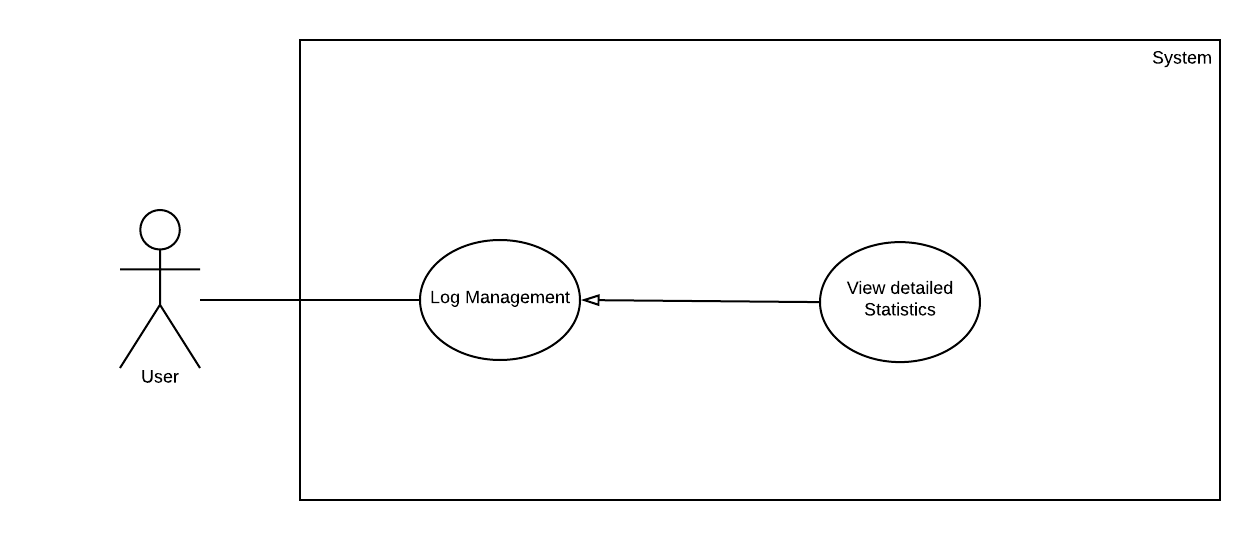 System
Log Management
View detailed
Statistics
User